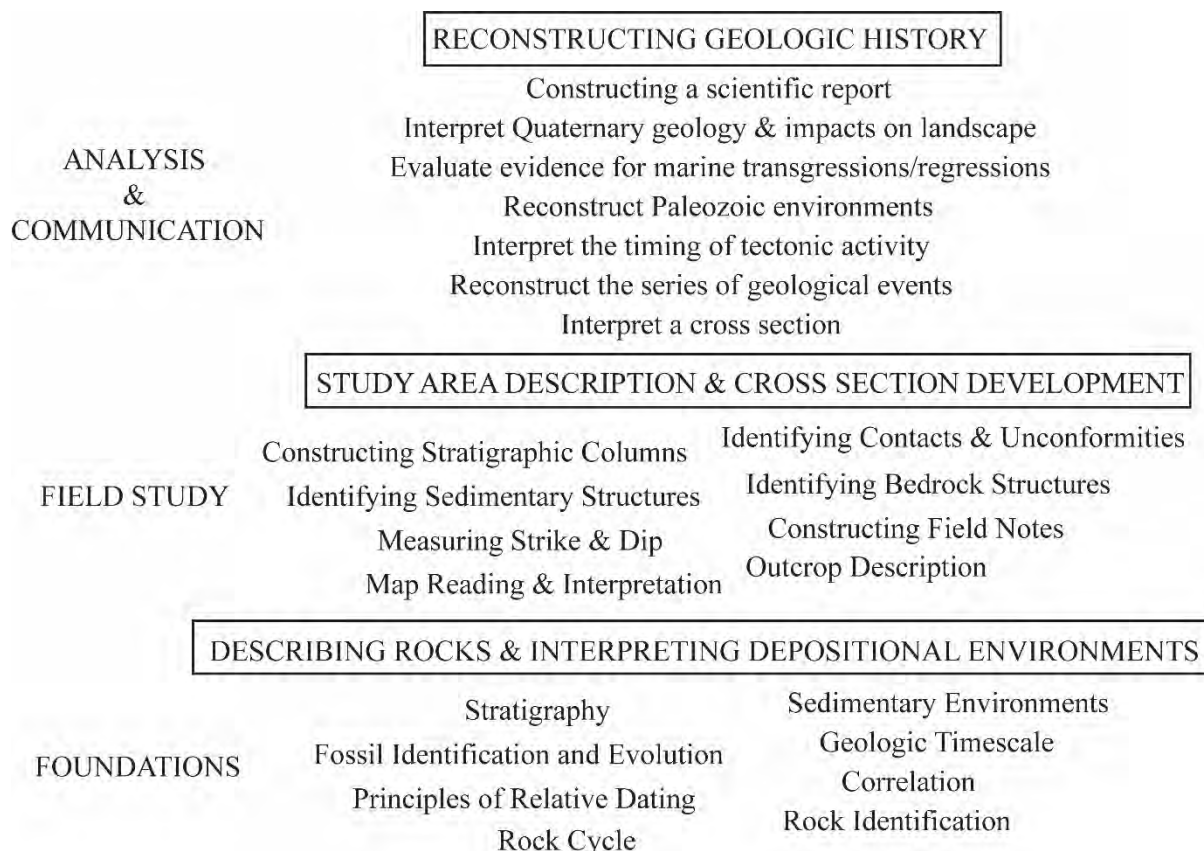 RECONSTRUCTING GEOLOGIC HISTORY
Constructing a scientific report
Interpret Quaternary geology & impacts on landscape
Evaluate evidence for marine transgressions/regressions
Reconstruct Paleozoic environments
Interpret the timing of tectonic activity
Reconstruct the series of geological events
Interpret a cross section
ANALYSIS
&
COMMUNICATION
STUDY AREA DESCRIPTION & CROSS SECTION DEVELOPMENT
FIELD STUDY
Constructing Stratigraphic Columns
Identifying Sedimentary Structures
Measuring Strike & Dip
Map Reading & Interpretation
Identifying Contacts & Unconformities
Identifying Bedrock Structures
Constructing Field Notes
Outcrop Description
DESCRIBING ROCKS & INTERPRETING DEPOSITIONAL ENVIRONMENTS
FOUNDATIONS
Stratigraphy
Fossil Identification and Evolution
Principles of Relative Dating
Rock Cycle
Sedimentary Environments
Geologic Timescale
Correlation
Rock Identification